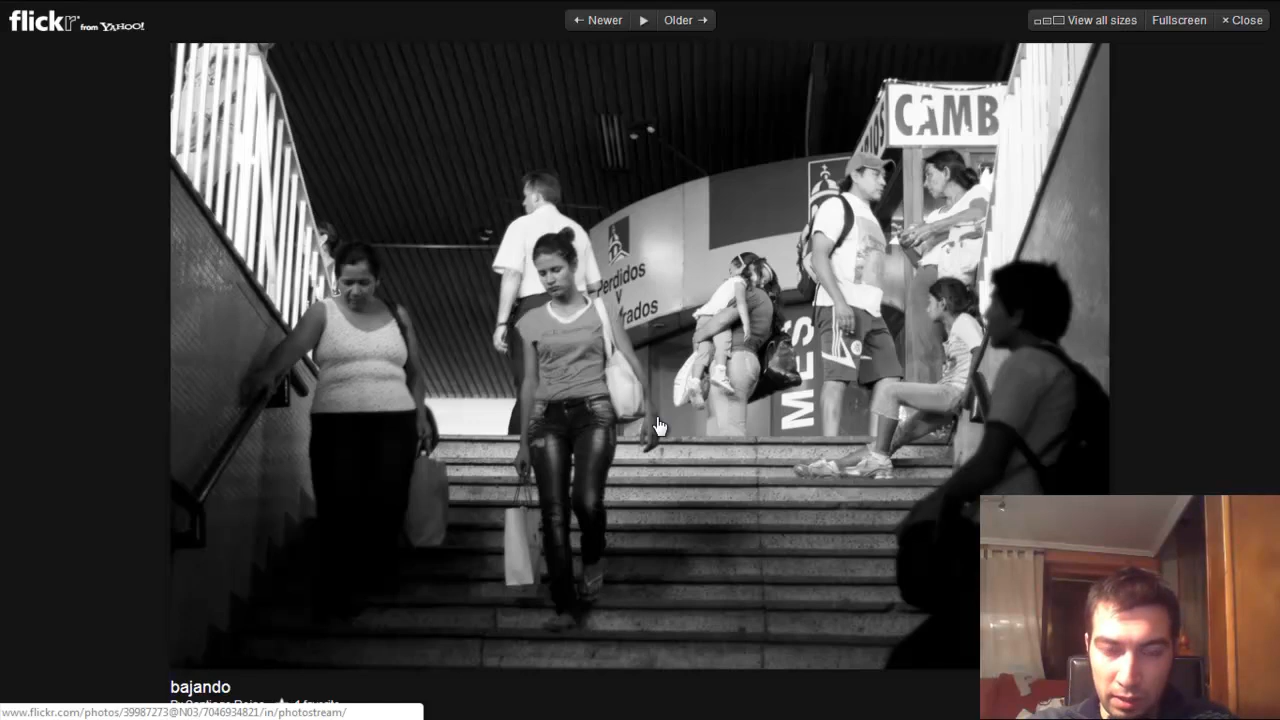 flickr from YAHOO!
← Newer
Older →
View all sizes
Fullscreen
× Close
CAMB
Perdidos
y
rados
MES
bajando
www.flickr.com/photos/39987273@N03/7046934821/in/photostream/